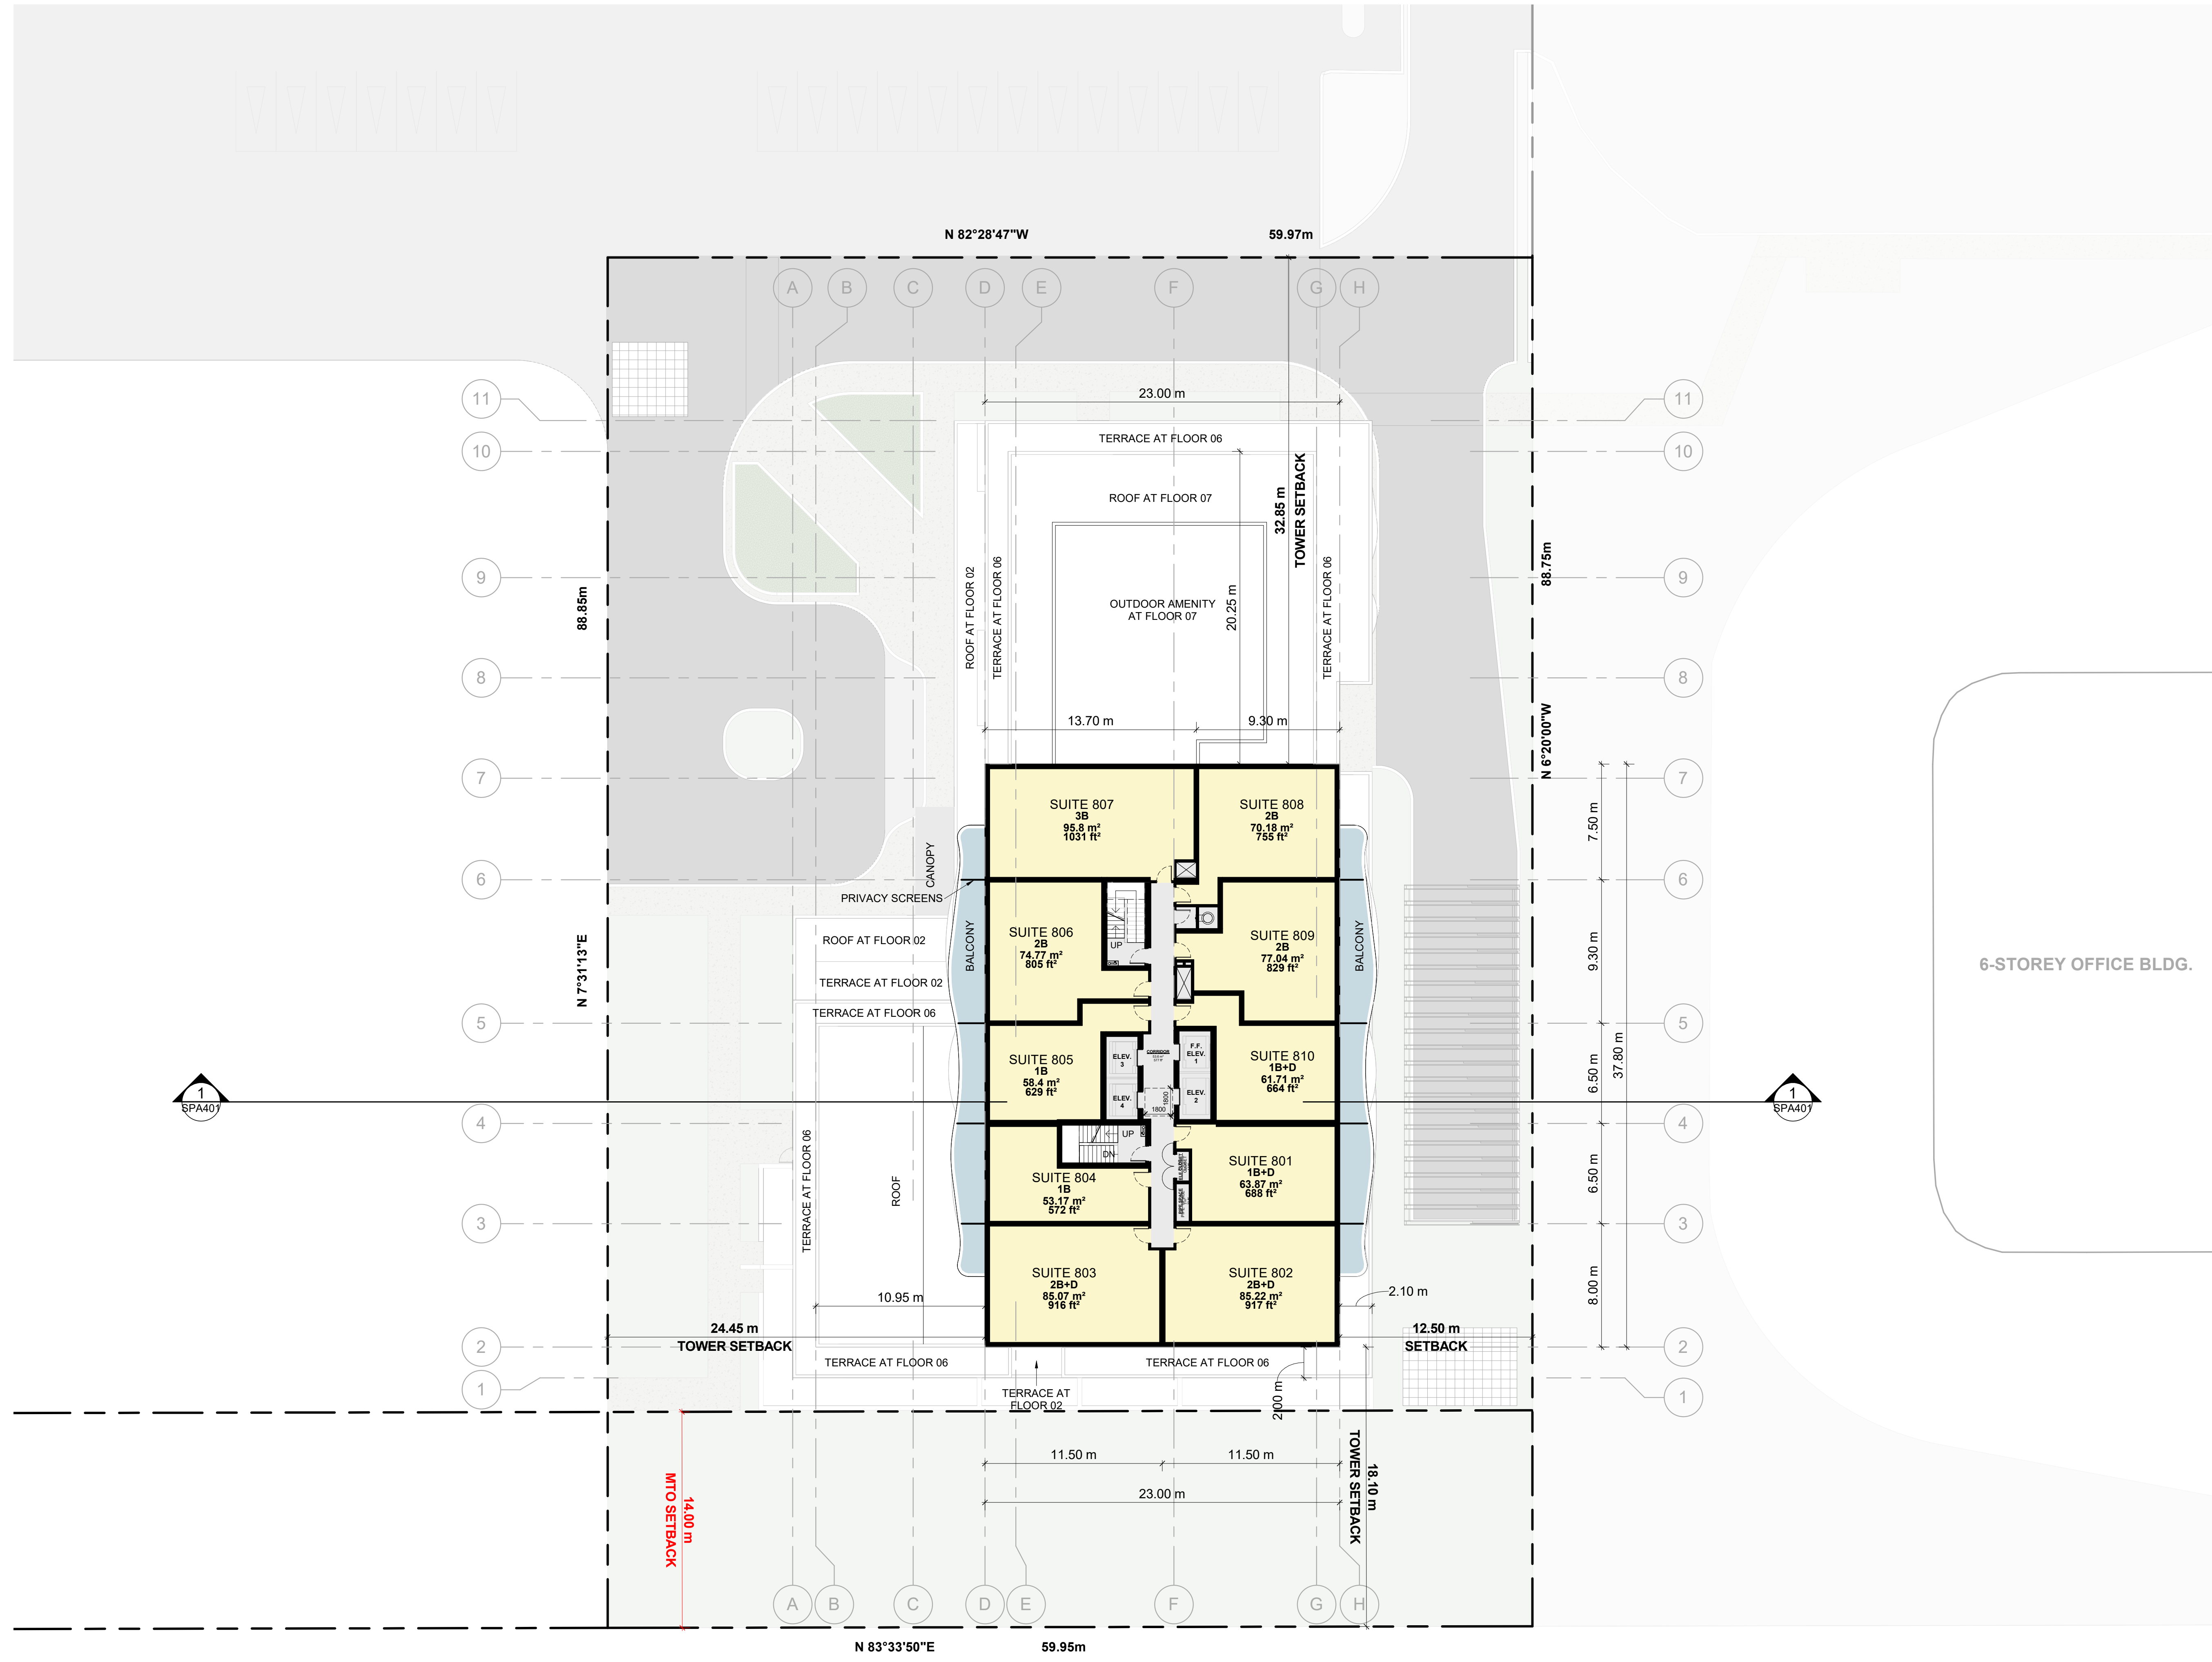 N 82°28'47"W
59.97m
A
B
C
D
E
F
G
H
11
11
23.00 m
TERRACE AT FLOOR 06
10
10
ROOF AT FLOOR 07
32.85 m
TOWER SETBACK
ROOF AT FLOOR 02
TERRACE AT FLOOR 06
TERRACE AT FLOOR 06
9
9
88.85m
88.75m
OUTDOOR AMENITY
AT FLOOR 07
20.25 m
8
8
13.70 m
9.30 m
N 6°20'00"W
7
7
SUITE 807
3B
95.8 m²
1031 ft²
SUITE 808
2B
70.18 m²
755 ft²
7.50 m
CANOPY
6
6
PRIVACY SCREENS
BALCONY
BALCONY
ROOF AT FLOOR 02
SUITE 806
2B
74.77 m²
805 ft²
UP
SUITE 809
2B
77.04 m²
829 ft²
9.30 m
6-STOREY OFFICE BLDG.
N 7°31'13"E
TERRACE AT FLOOR 02
TERRACE AT FLOOR 06
5
5
SUITE 805
1B
58.4 m²
629 ft²
ELEV.
3
CORRIDOR
F.F.
ELEV.
1
SUITE 810
1B+D
61.71 m²
664 ft²
6.50 m
37.80 m
ELEV.
4
1800
1800
ELEV.
2
1
SPA401
1
SPA401
4
4
UP
DN
TERRACE AT FLOOR 06
ROOF
SUITE 804
1B
53.17 m²
572 ft²
SUITE 801
1B+D
63.87 m²
688 ft²
6.50 m
3
3
SUITE 803
2B+D
85.07 m²
916 ft²
SUITE 802
2B+D
85.22 m²
917 ft²
8.00 m
10.95 m
2.10 m
24.45 m
TOWER SETBACK
12.50 m
SETBACK
2
2
TERRACE AT FLOOR 06
TERRACE AT FLOOR 06
1
1
TERRACE AT
FLOOR 02
2.00 m
11.50 m
11.50 m
23.00 m
18.10 m
TOWER SETBACK
14.00 m
MTO SETBACK
A
B
C
D
E
F
G
H
N 83°33'50"E
59.95m